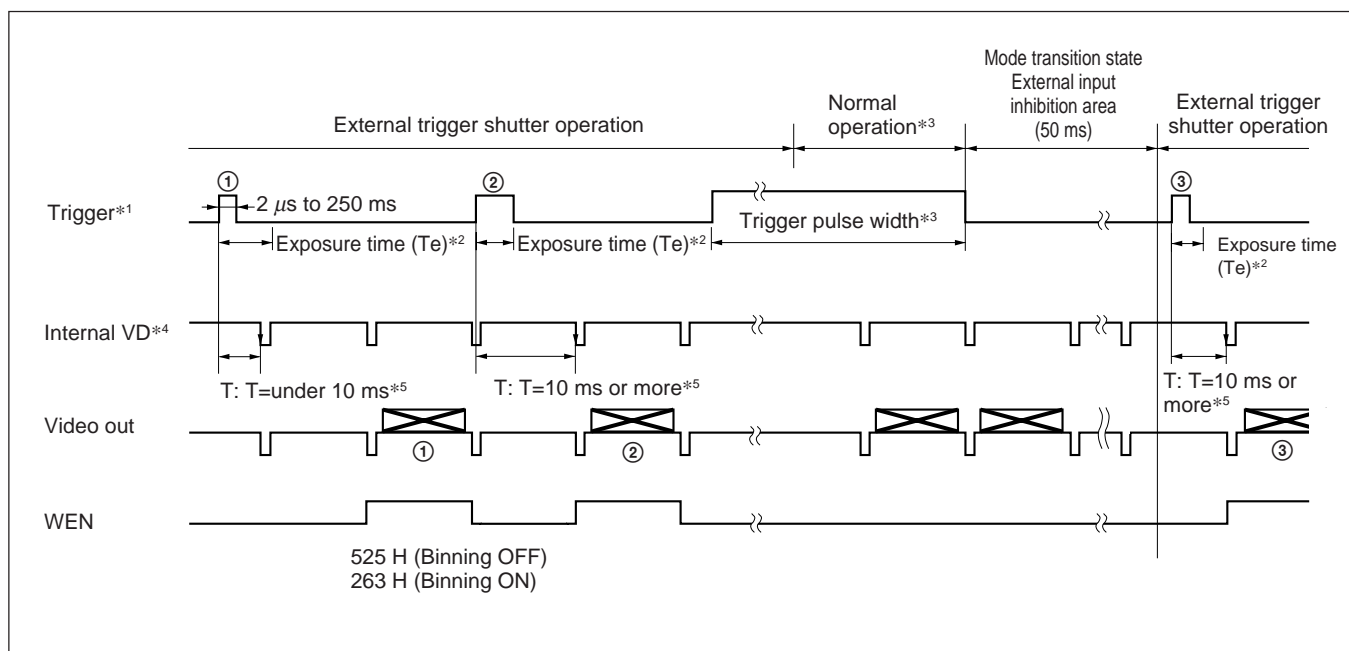 Mode transition state
External input
inhibition area
(50 ms)
Normal
operation*3
External trigger
shutter operation
External trigger shutter operation
① ② ③
Trigger*1
2 μs to 250 ms
Trigger pulse width*3
Exposure time (Te)*2
Exposure time (Te)*2
Exposure time
(Te)*2
Internal VD*4
T: T=under 10 ms*5
T: T=10 ms or more*5
T: T=10 ms or
more*5
Video out
① ② ③
WEN
525 H (Binning OFF)
263 H (Binning ON)